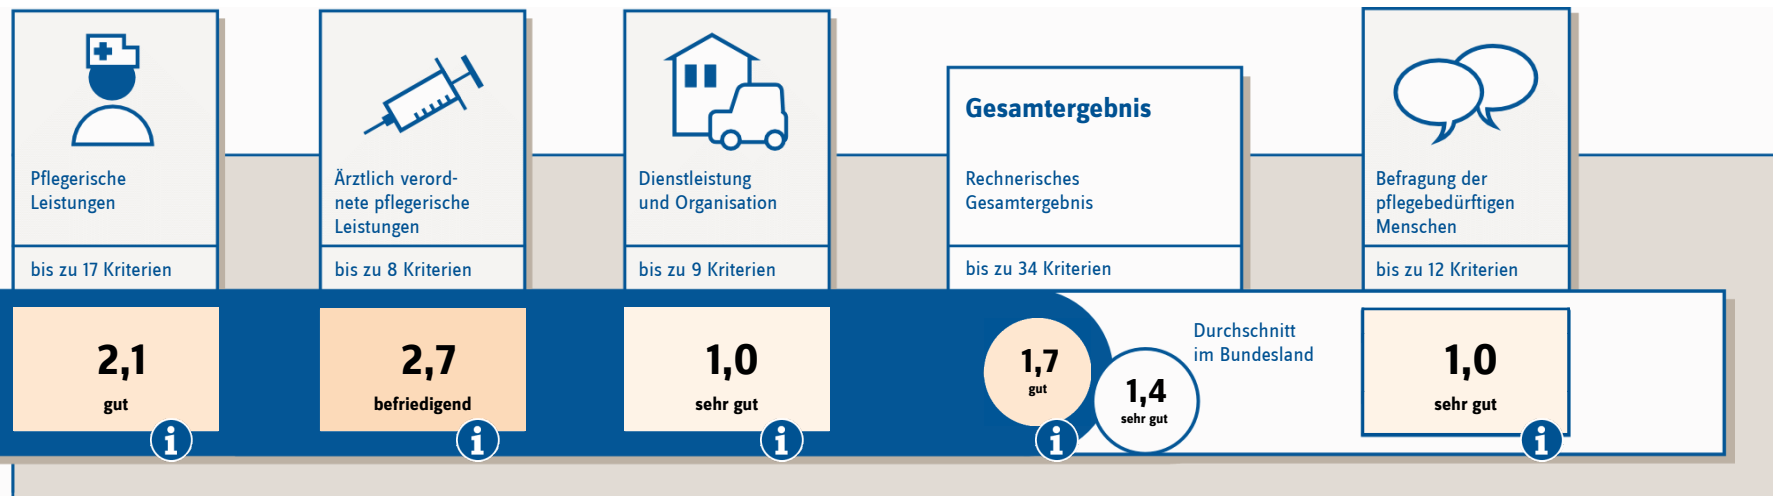 Pflegerische
Leistungen
bis zu 17 Kriterien
2,1
gut
i
Ärztlich verord-
nete pflegerische
Leistungen
bis zu 8 Kriterien
2,7
befriedigend
i
Dienstleistung
und Organisation
bis zu 9 Kriterien
1,0
sehr gut
i
Gesamtergebnis
Rechnerisches
Gesamtergebnis
bis zu 34 Kriterien
1,7
gut
i
1,4
sehr gut
Durchschnitt
im Bundesland
Befragung der
pflegebedürftigen
Menschen
bis zu 12 Kriterien
1,0
sehr gut
i